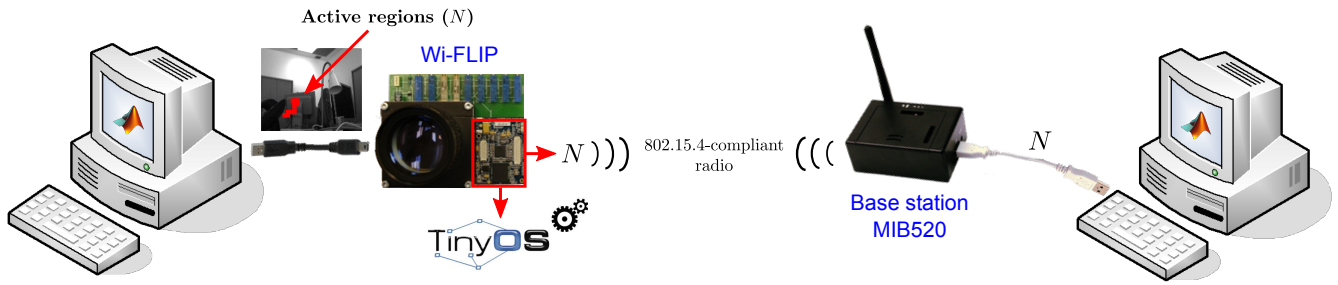 Active regions (N)
Wi-FLIP
N
802.15.4-compliant
radio
N
Base station
MIB520
TinyOS